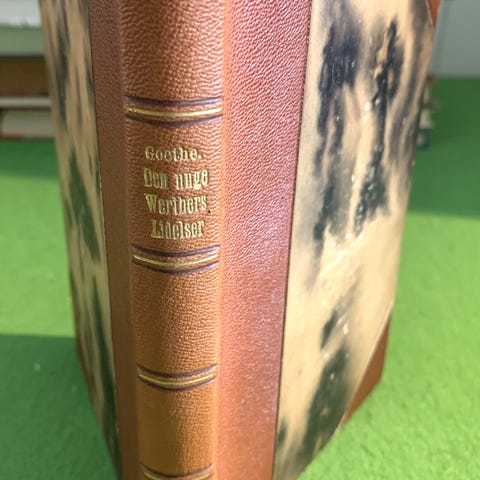 Goethe.
Den unge
Werthers
Lidelser